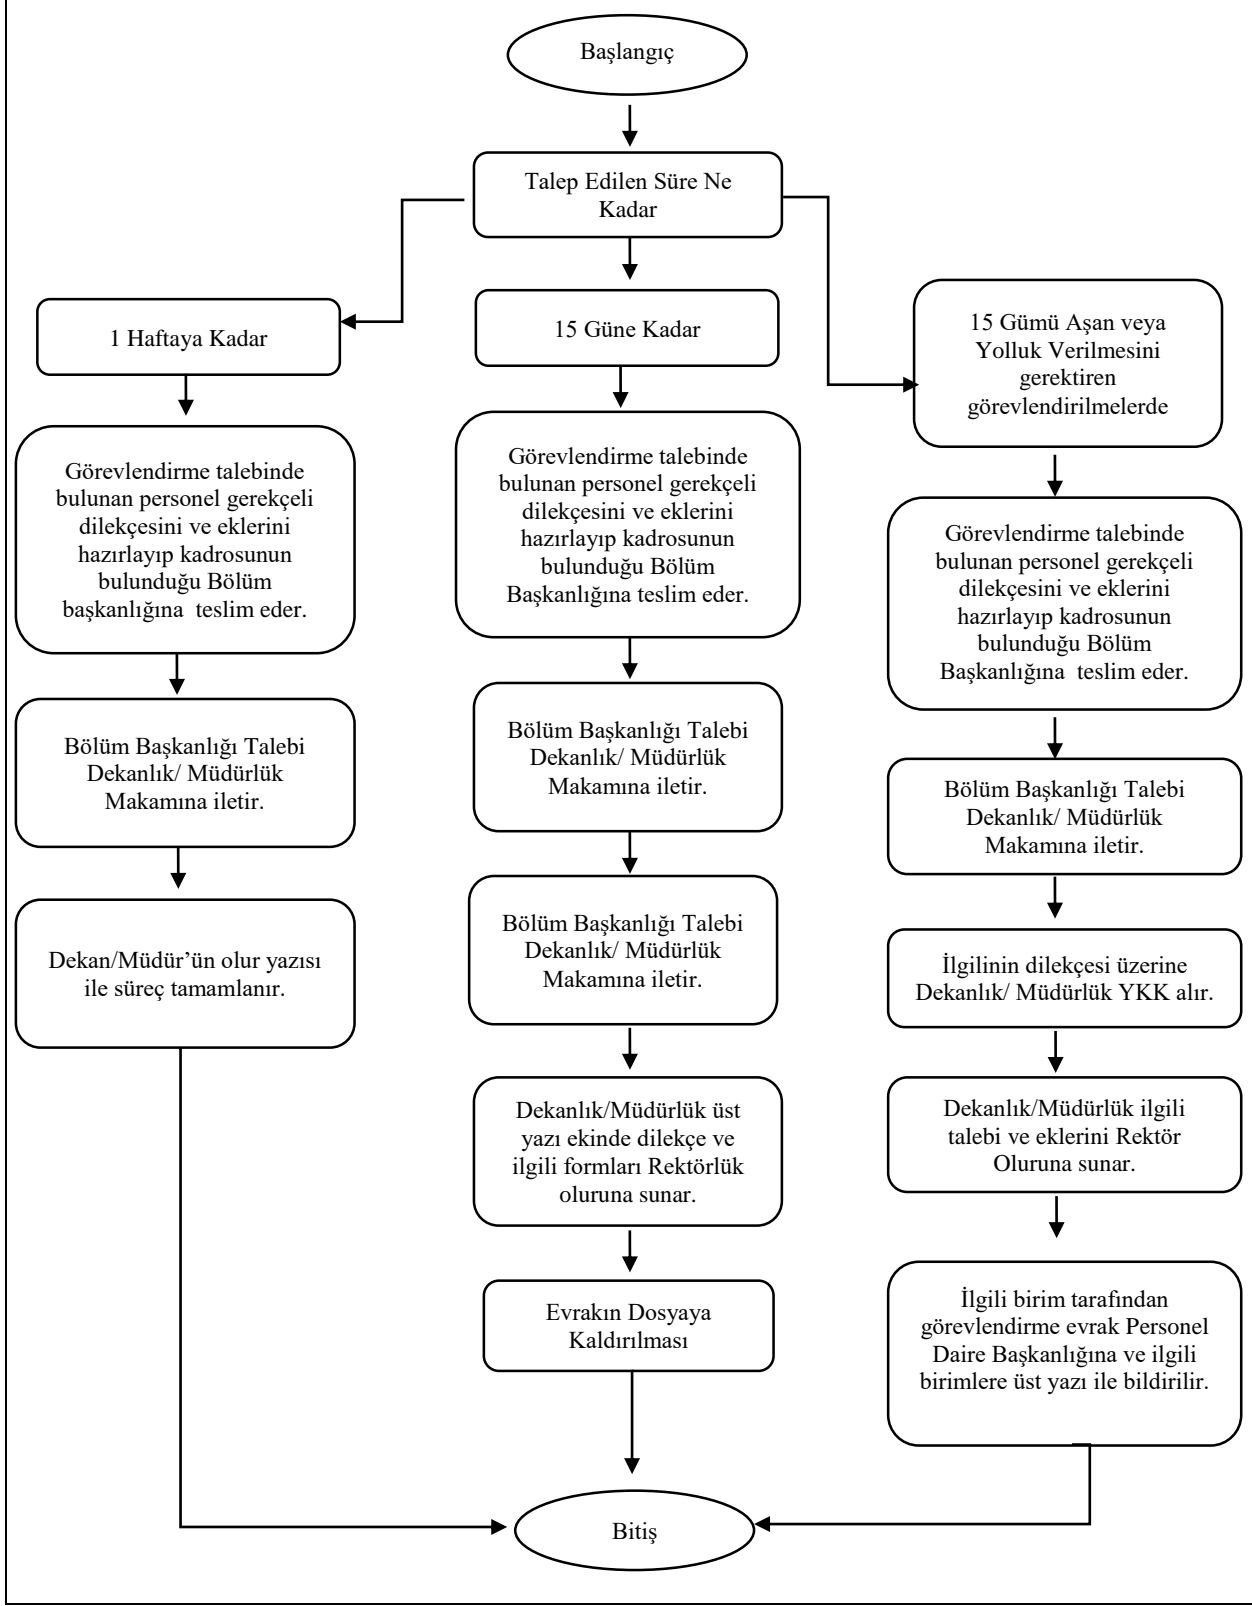 Başlangıç
Talep Edilen Süre Ne
Kadar
1 Haftaya Kadar
Görevlendirme talebinde
bulunan personel gerekçeli
dilekçesini ve eklerini
hazırlayıp kadrosunun
bulunduğu Bölüm
başkanlığına teslim eder.
Bölüm Başkanlığı Talebi
Dekanlık/ Müdürlük
Makamına iletir.
Dekan/Müdür’ün olur yazısı
ile süreç tamamlanır.
15 Güne Kadar
Görevlendirme talebinde
bulunan personel gerekçeli
dilekçesini ve eklerini
hazırlayıp kadrosunun
bulunduğu Bölüm
Başkanlığına teslim eder.
Bölüm Başkanlığı Talebi
Dekanlık/ Müdürlük
Makamına iletir.
Bölüm Başkanlığı Talebi
Dekanlık/ Müdürlük
Makamına iletir.
Dekanlık/Müdürlük üst
yazı ekinde dilekçe ve
ilgili formları Rektörlük
oluruna sunar.
Evrakın Dosyaya
Kaldırılması
15 Gümü Aşan veya
Yolluk Verilmesini
gerektiren
görevlendirilmelerde
Görevlendirme talebinde
bulunan personel gerekçeli
dilekçesini ve eklerini
hazırlayıp kadrosunun
bulunduğu Bölüm
Başkanlığına teslim eder.
Bölüm Başkanlığı Talebi
Dekanlık/ Müdürlük
Makamına iletir.
İlgilinin dilekçesi üzerine
Dekanlık/ Müdürlük YKK alır.
Dekanlık/Müdürlük ilgili
talebi ve eklerini Rektör
Oluruna sunar.
İlgili birim tarafından
görevlendirme evrak Personel
Daire Başkanlığına ve ilgili
birimlere üst yazı ile bildirilir.
Bitiş